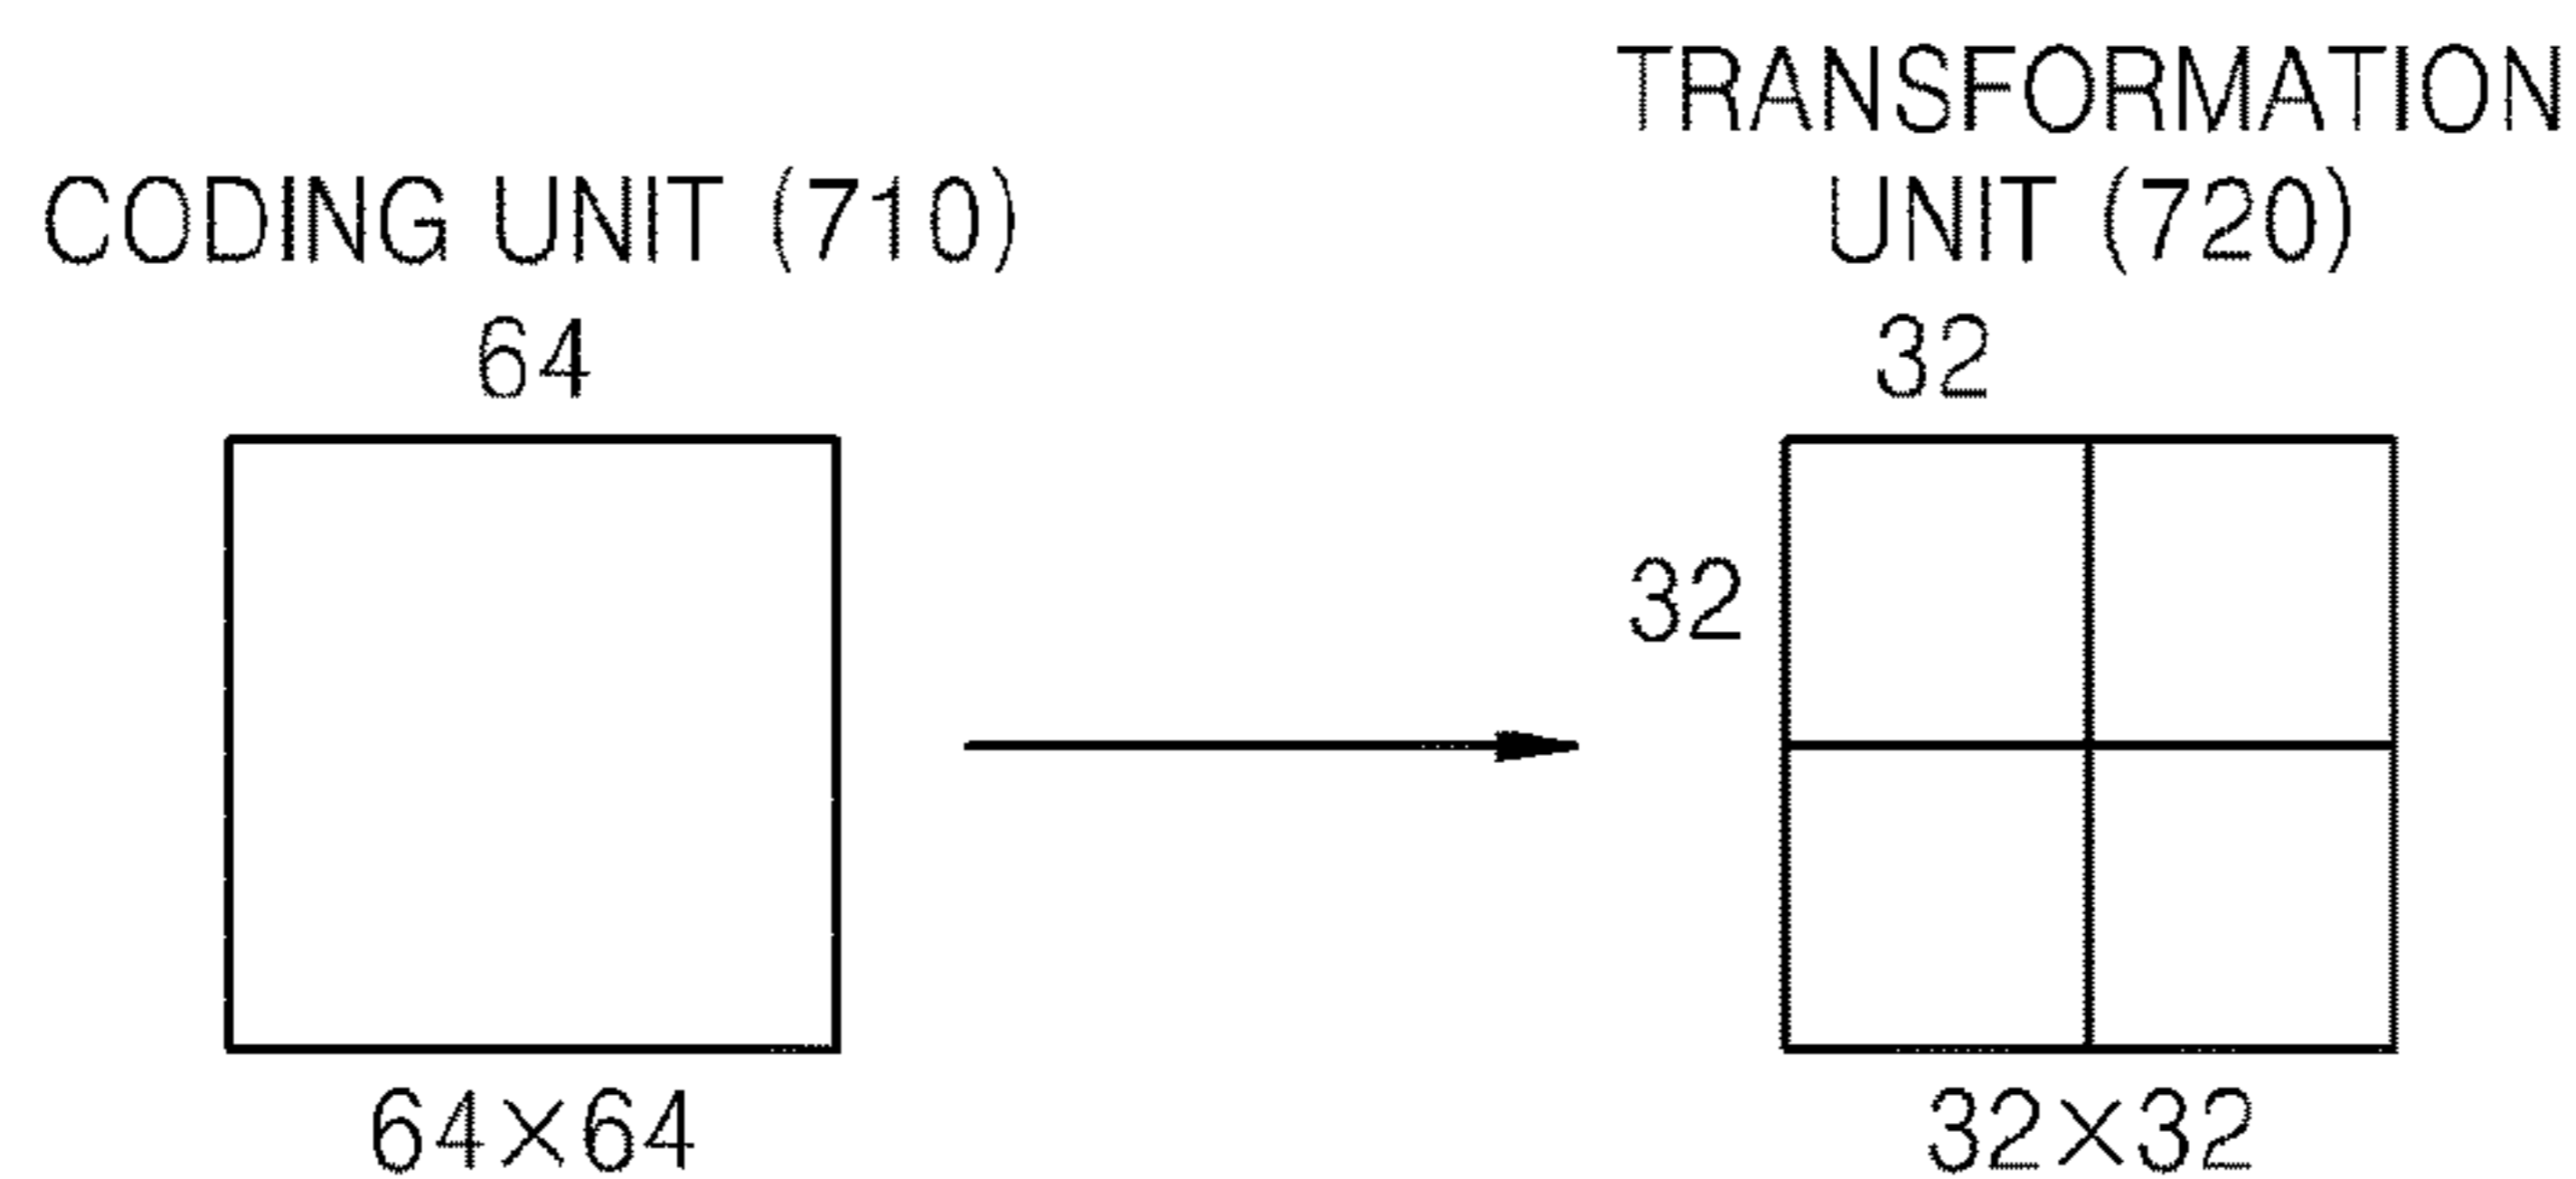 CODING UNIT (710)
64
64×64
TRANSFORMATION
UNIT (720)
32
32
32×32